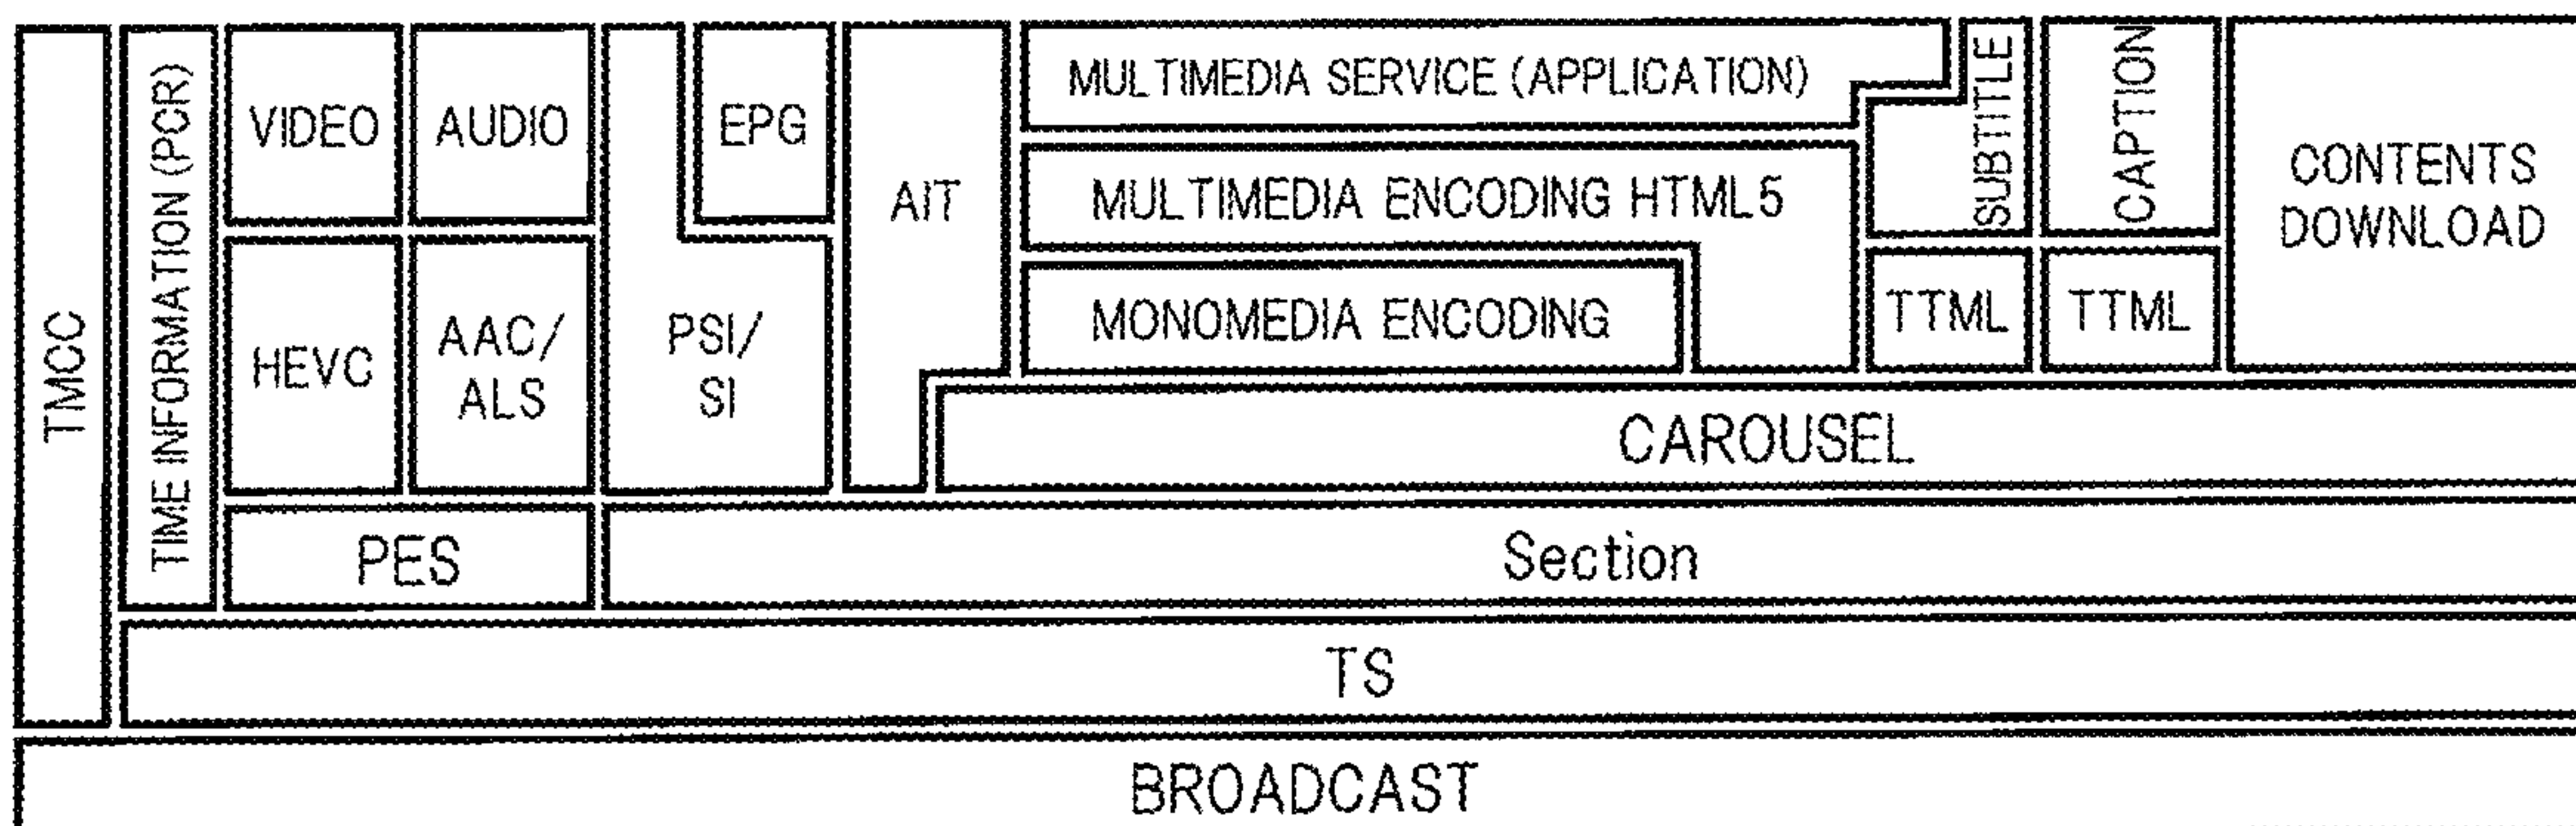 TMCC
TIME INFORMATION (PCR)
VIDEO
AUDIO
EPG
AIT
MULTIMEDIA SERVICE (APPLICATION)
SUBTITLE
CAPTION
CONTENTS
DOWNLOAD
MULTIMEDIA ENCODING HTML5
HEVC
AAC/
ALS
PSI/
SI
MONOMEDIA ENCODING
TTML
TTML
CAROUSEL
PES
Section
TS
BROADCAST